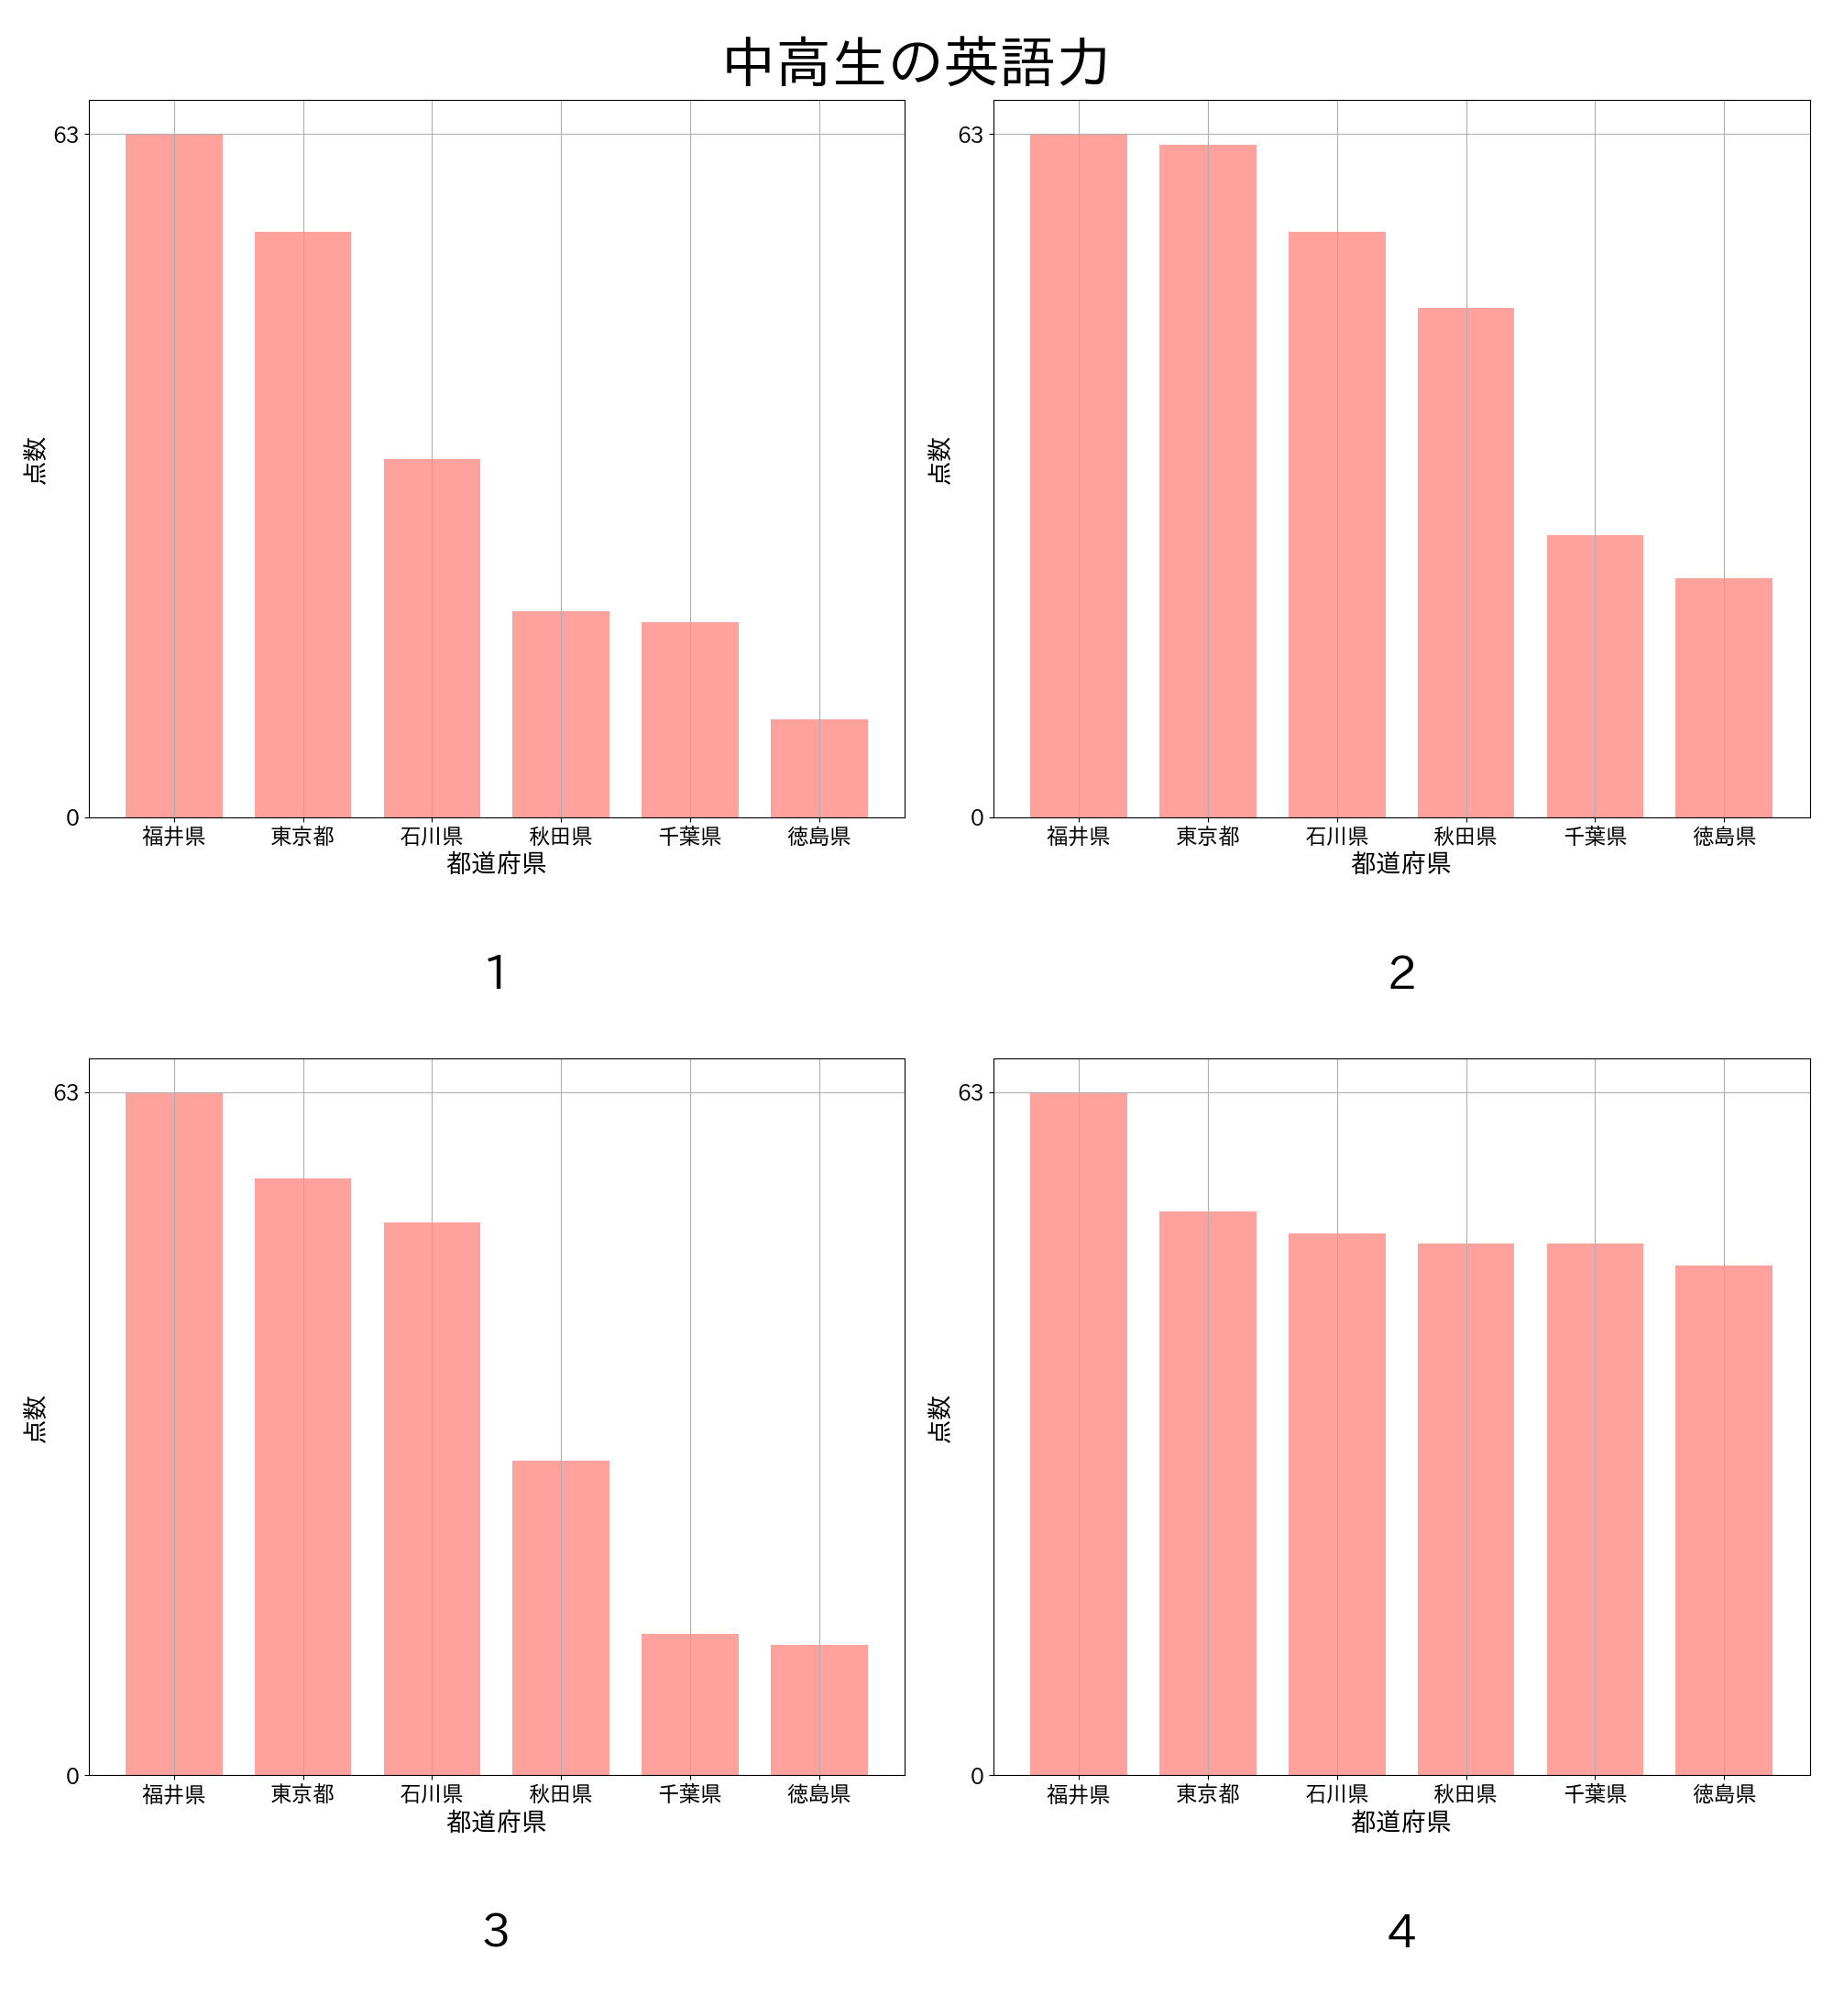 中高生の英語力
63
点数
0
福井県 東京都 石川県 秋田県 千葉県 徳島県
都道府県
1
63
点数
0
福井県 東京都 石川県 秋田県 千葉県 徳島県
都道府県
2
63
点数
0
福井県 東京都 石川県 秋田県 千葉県 徳島県
都道府県
3
63
点数
0
福井県 東京都 石川県 秋田県 千葉県 徳島県
都道府県
4